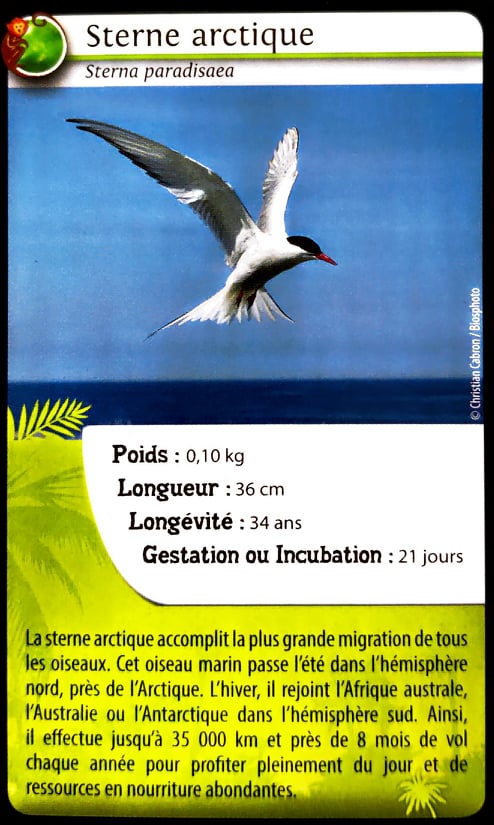 Sterne arctique
Sterna paradisaea
© Christian Cabron / Biosphoto
Poids : 0,10 kg
Longueur : 36 cm
Longévité : 34 ans
Gestation ou Incubation : 21 jours
La sterne arctique accomplit la plus grande migration de tous
les oiseaux. Cet oiseau marin passe l'été dans l'hémisphère
nord, près de l'Arctique. L'hiver, il rejoint l'Afrique australe,
l'Australie ou l'Antarctique dans l'hémisphère sud. Ainsi,
il effectue jusqu'à 35 000 km et près de 8 mois de vol
chaque année pour profiter pleinement du jour et de
ressources en nourriture abondantes.